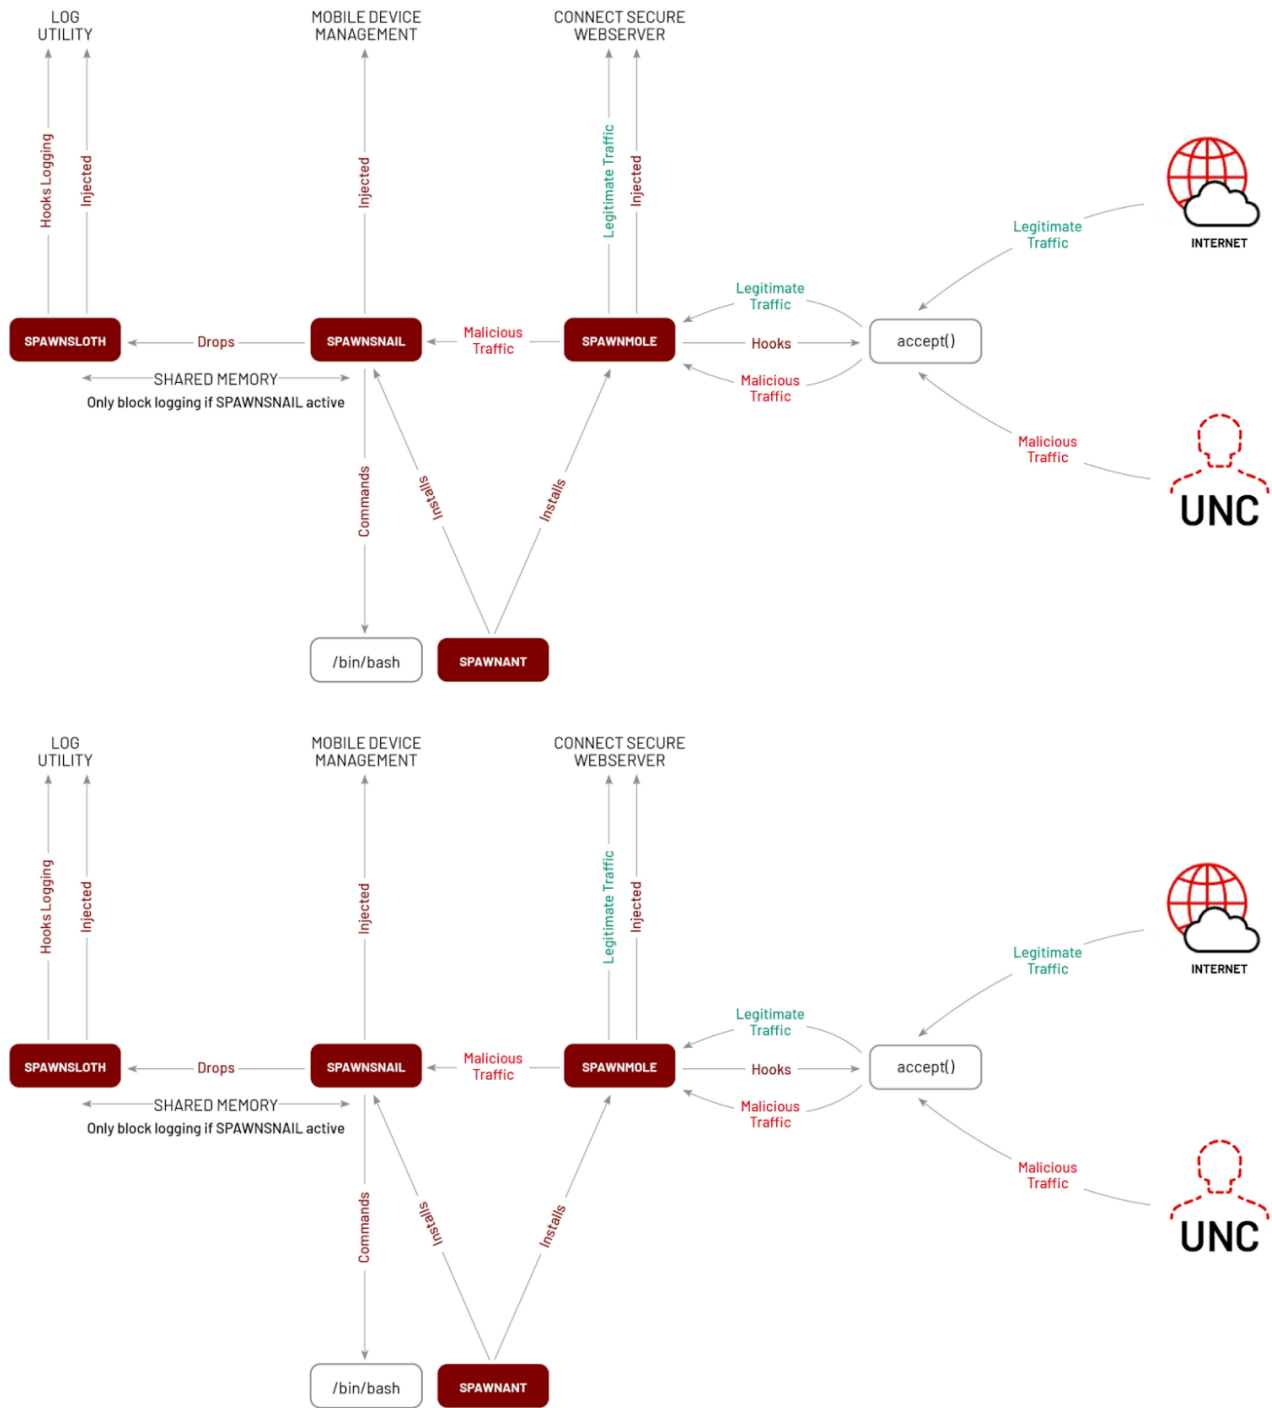 LOG
UTILITY
MOBILE DEVICE
MANAGEMENT
CONNECT SECURE
WEBSERVER
Hooks Logging
Injected
Injected
Legitimate Traffic
Injected
INTERNET
Legitimate
Traffic
Legitimate
Traffic
SPAWNSLOTH
Drops
SPAWNSNAIL
Malicious
Traffic
SPAWNMOLE
Hooks
accept()
SHARED MEMORY
Only block logging if SPAWNSNAIL active
Malicious
Traffic
Malicious
Traffic
UNC
Commands
Installs
Installs
/bin/bash
SPAWNANT
LOG
UTILITY
MOBILE DEVICE
MANAGEMENT
CONNECT SECURE
WEBSERVER
Hooks Logging
Injected
Injected
Legitimate Traffic
Injected
INTERNET
Legitimate
Traffic
Legitimate
Traffic
SPAWNSLOTH
Drops
SPAWNSNAIL
Malicious
Traffic
SPAWNMOLE
Hooks
accept()
SHARED MEMORY
Only block logging if SPAWNSNAIL active
Malicious
Traffic
Malicious
Traffic
UNC
Commands
Installs
Installs
/bin/bash
SPAWNANT